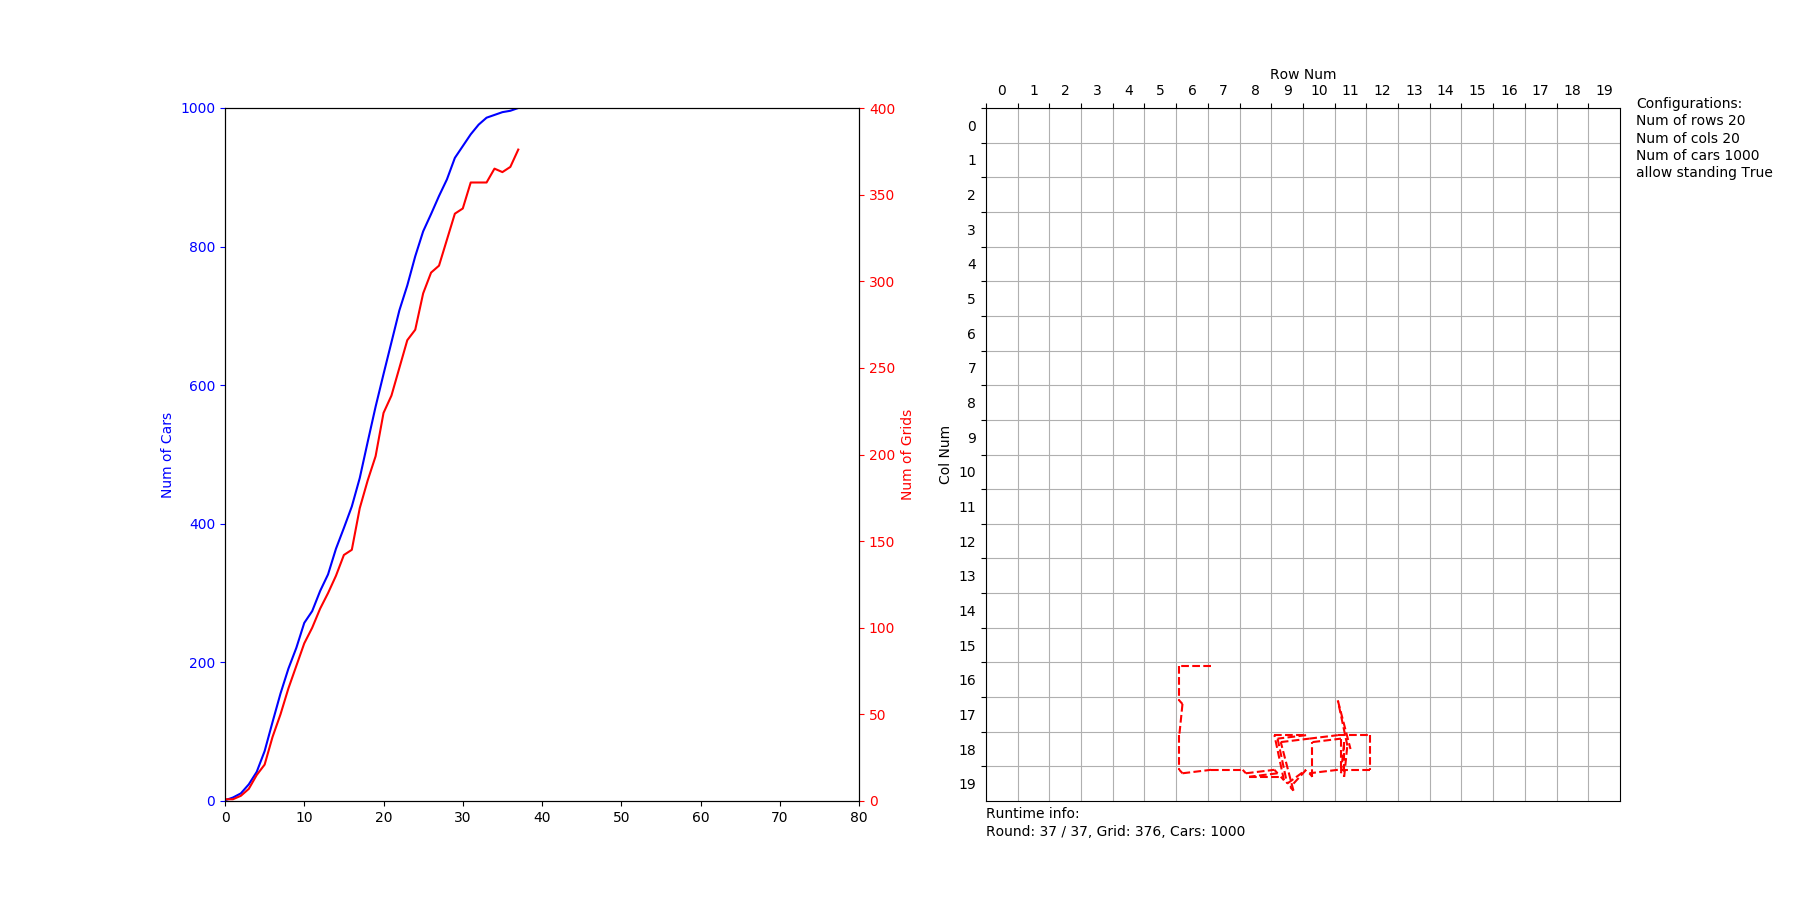 1000
800
600
400
200
0
Num of Cars
0 10 20 30 40 50 60 70 80
400
350
300
250
200
150
100
50
0
Num of Grids
Row Num
0 1 2 3 4 5 6 7 8 9 10 11 12 13 14 15 16 17 18 19
Col Num
0
1
2
3
4
5
6
7
8
9
10
11
12
13
14
15
16
17
18
19
Configurations:
Num of rows 20
Num of cols 20
Num of cars 1000
allow standing True
Runtime info:
Round: 37 / 37, Grid: 376, Cars: 1000